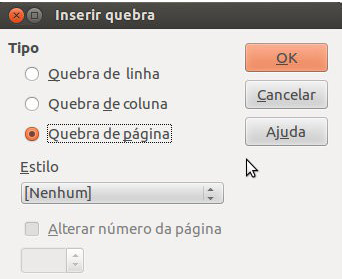 Inserir quebra
Tipo
Quebra de linha
Quebra de coluna
Quebra de página
Estilo
[Nenhum]
Alterar número da página
OK
Cancelar
Ajuda